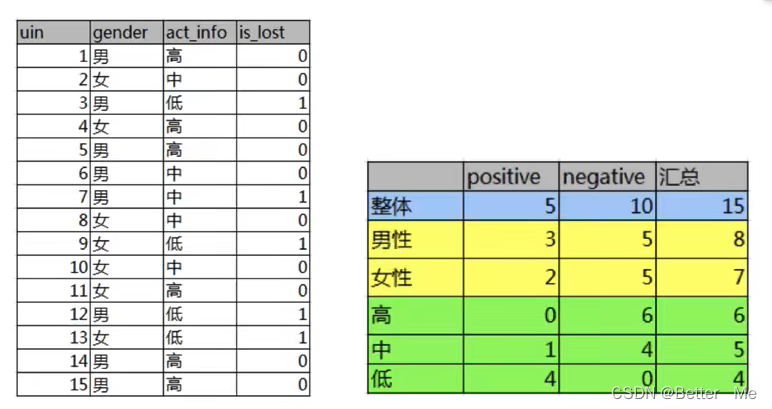 uin gender act_info is_lost
1 男 高 0
2 女 中 0
3 男 低 1
4 女 高 0
5 男 高 0
6 男 中 0
7 男 中 1
8 女 中 0
9 女 低 1
10 女 中 0
11 女 高 0
12 男 低 1
13 女 低 1
14 男 高 0
15 男 高 0
positive negative 汇总
整体 5 10 15
男性 3 5 8
女性 2 5 7
高 0 6 6
中 1 4 5
低 4 0 4
CSDN @Better_ Me